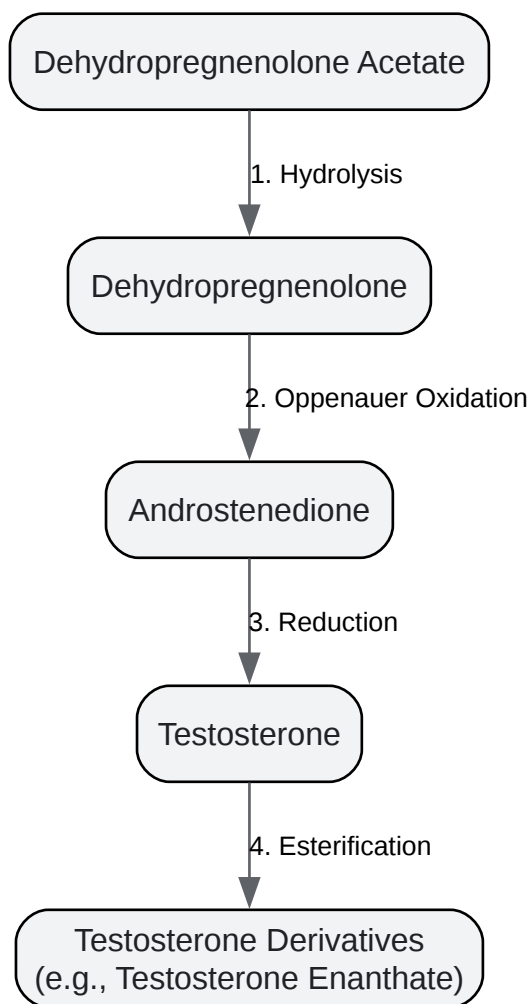 Dehydropregnenolone Acetate
1. Hydrolysis
Dehydropregnenolone
2. Oppenauer Oxidation
Androstenedione
3. Reduction
Testosterone
4. Esterification
Testosterone Derivatives
(e.g., Testosterone Enanthate)